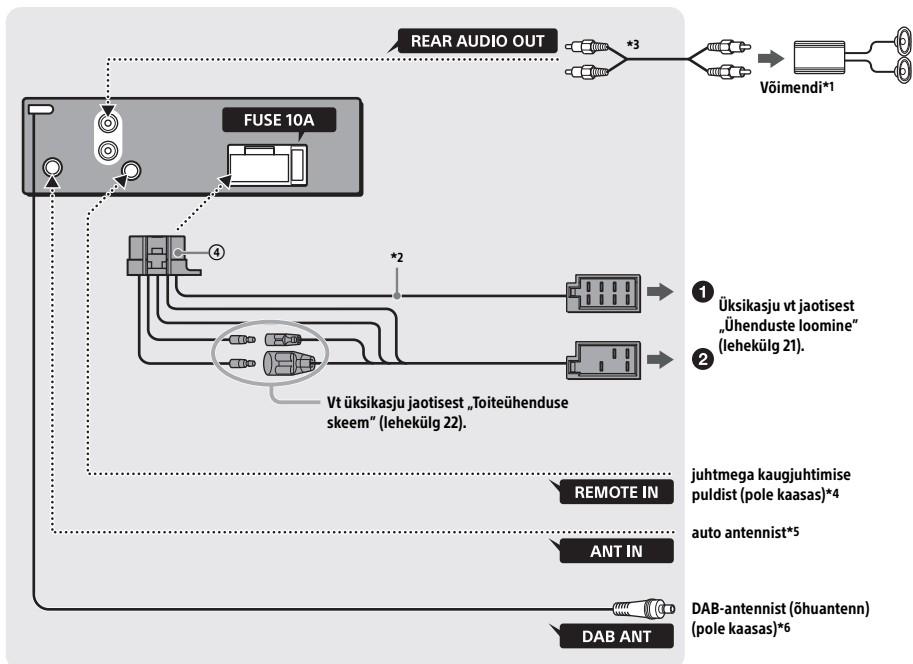 REAR AUDIO OUT
*3
Võimendi*1
FUSE 10A
④
*2
❶
Üksikasju vt jaotisest
„Ühenduste loomine”
(lehekülg 21).
❷
Vt üksikasju jaotisest „Toiteühenduse
skeem” (lehekülg 22).
REMOTE IN
juhtmega kaugjuhtimise
puldist (pole kaasas)*4
ANT IN
auto antennist*5
DAB ANT
DAB-antennist (õhuantenn)
(pole kaasas)*6